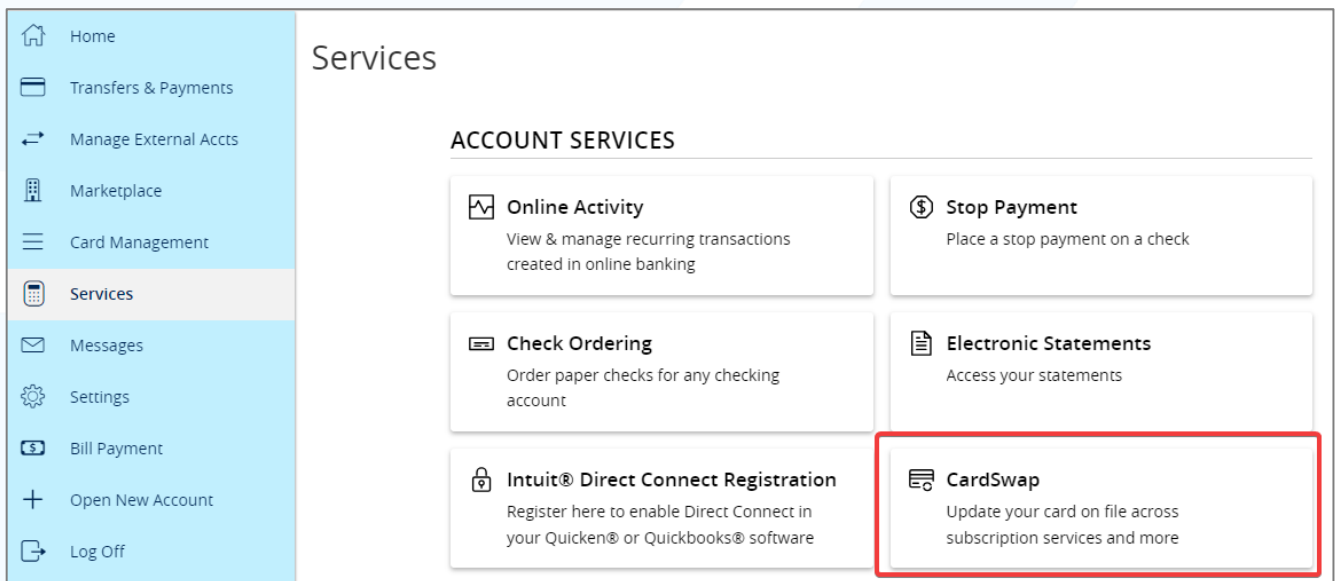 Home
Transfers & Payments
Manage External Accts
Marketplace
Card Management
Services
Messages
Settings
Bill Payment
Open New Account
Log Off
Services
ACCOUNT SERVICES
Online Activity
View & manage recurring transactions
created in online banking
Stop Payment
Place a stop payment on a check
Check Ordering
Order paper checks for any checking
account
Electronic Statements
Access your statements
Intuit® Direct Connect Registration
Register here to enable Direct Connect in
your Quicken® or Quickbooks® software
CardSwap
Update your card on file across
subscription services and more